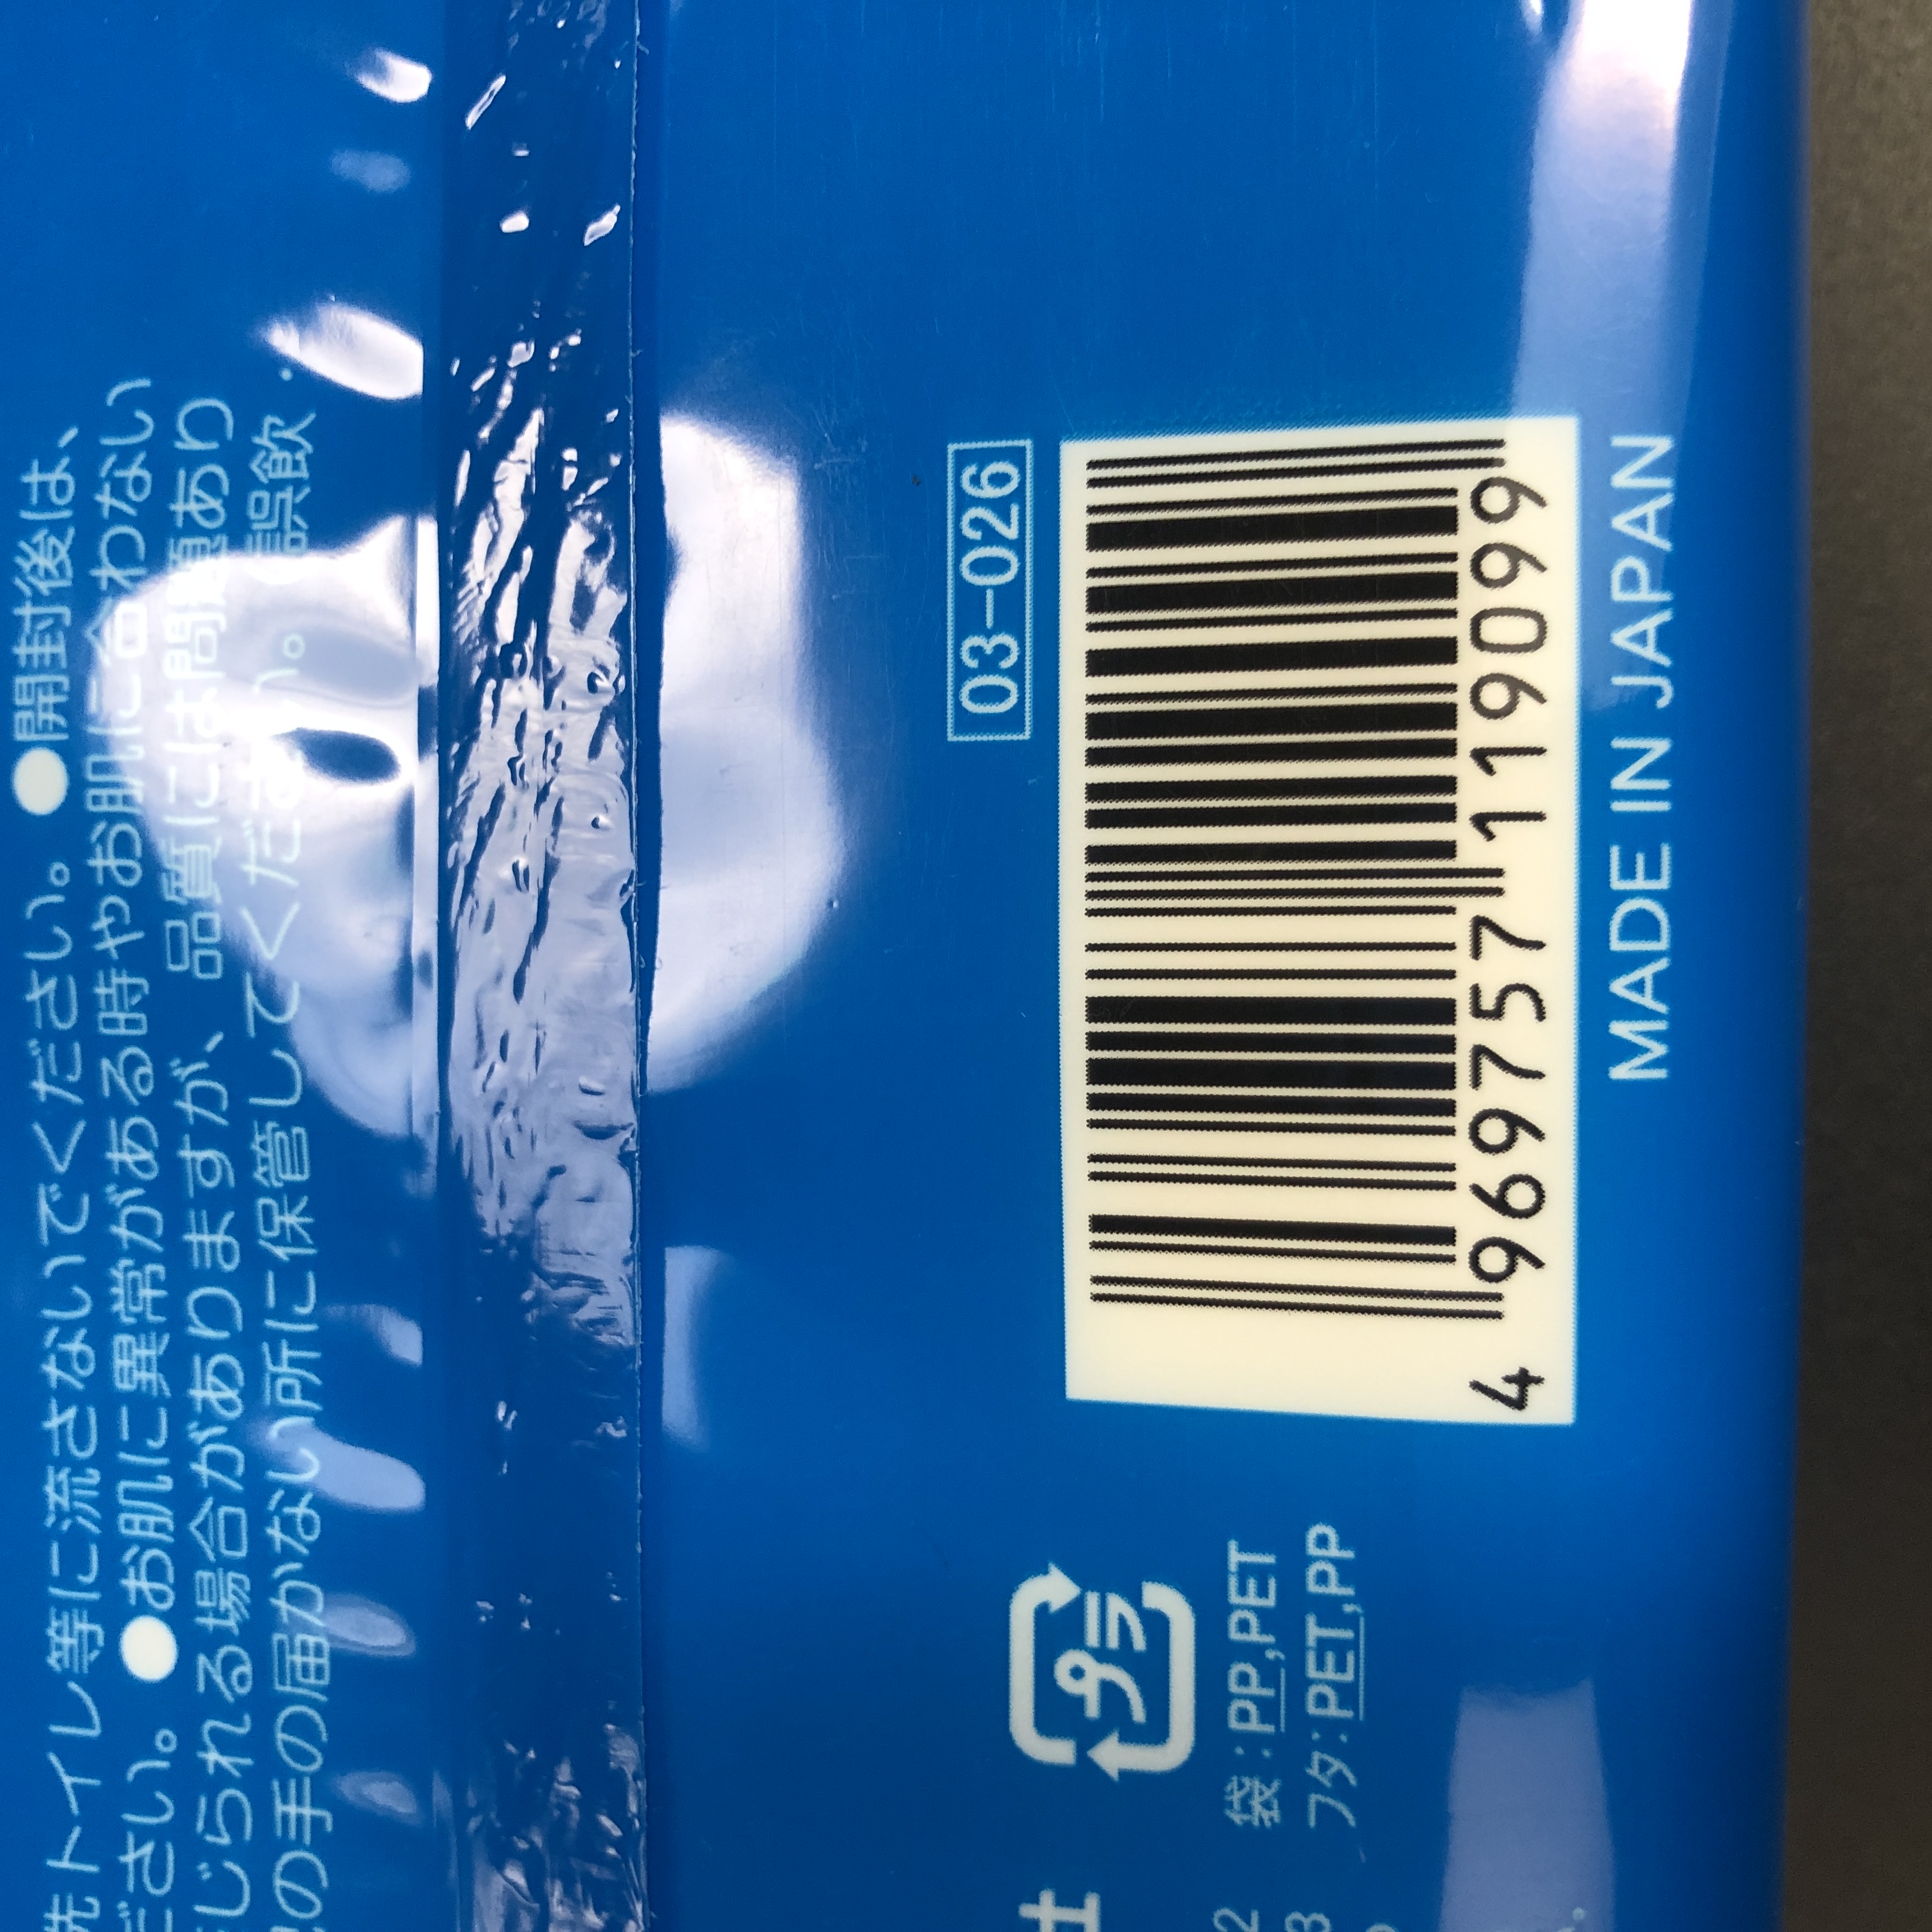 洗トイレ等に流さないでください。●開封後は、
ださい。●お肌に異常がある時やお肌に合わない
じられる場合がありますが、品質には問題あり
の手の届かない所に保管してください。誤飲
03-026
4 969757 119099
MADE IN JAPAN
プラ
袋:PP,PET
フタ:PET,PP
社
2
3